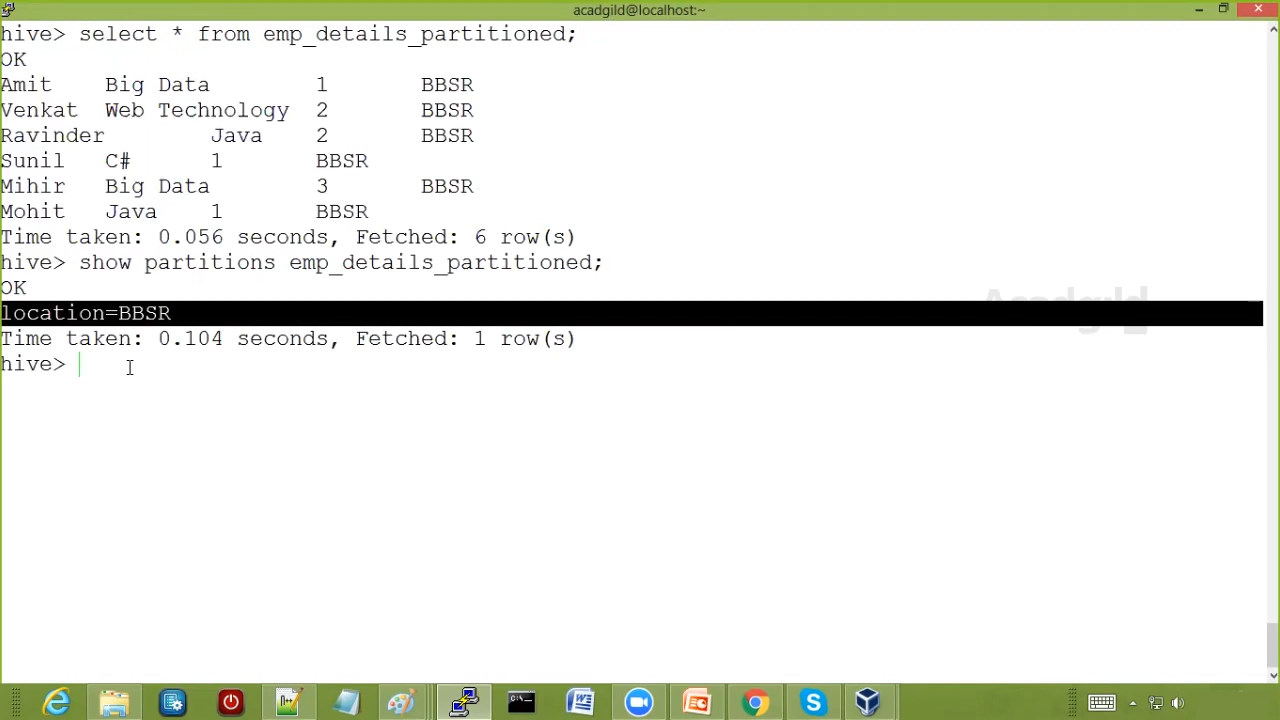 acadgild@localhost:~
hive> select * from emp_details_partitioned;
OK
Amit Big Data 1 BBSR
Venkat Web Technology 2 BBSR
Ravinder Java 2 BBSR
Sunil C# 1 BBSR
Mihir Big Data 3 BBSR
Mohit Java 1 BBSR
Time taken: 0.056 seconds, Fetched: 6 row(s)
hive> show partitions emp_details_partitioned;
OK
location=BBSR
Acadgild
Time taken: 0.104 seconds, Fetched: 1 row(s)
hive>